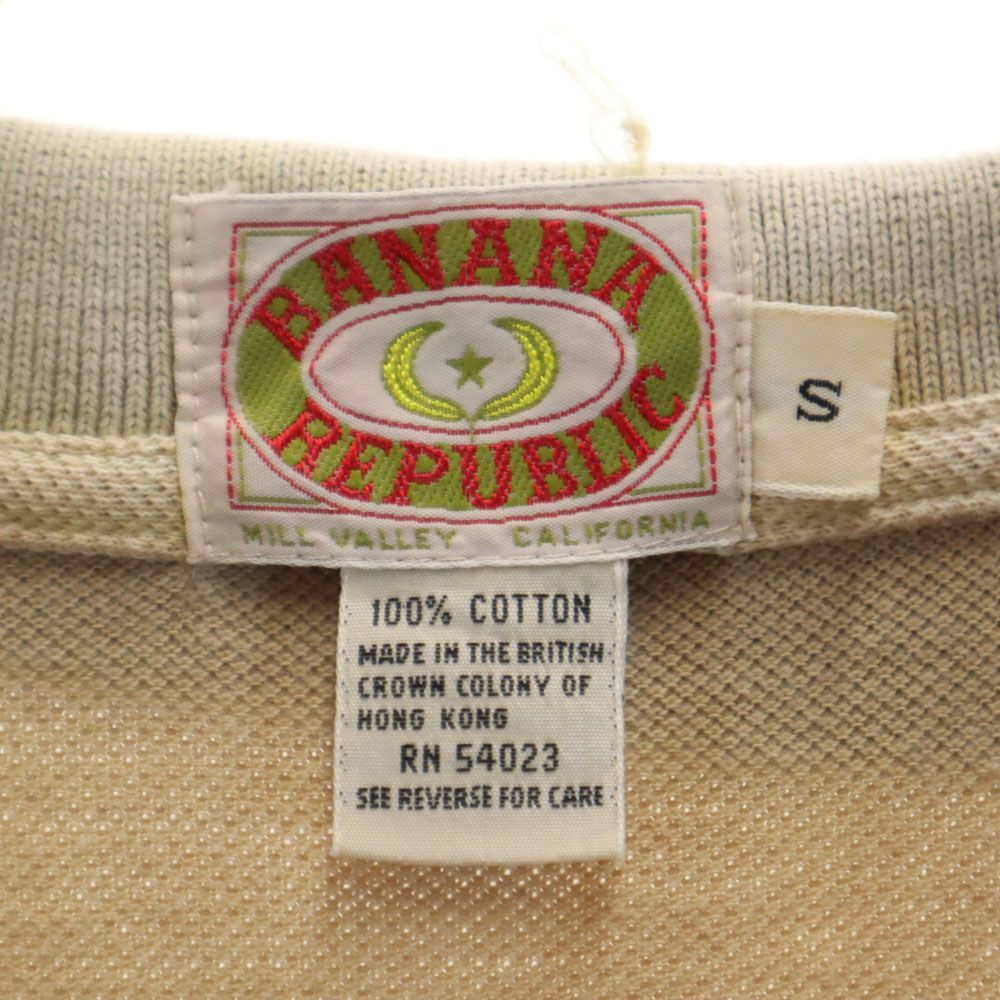 BANANA
REPUBLIC
MILL VALLEY CALIFORNIA
S
100% COTTON
MADE IN THE BRITISH
CROWN COLONY OF
HONG KONG
RN 54023
SEE REVERSE FOR CARE